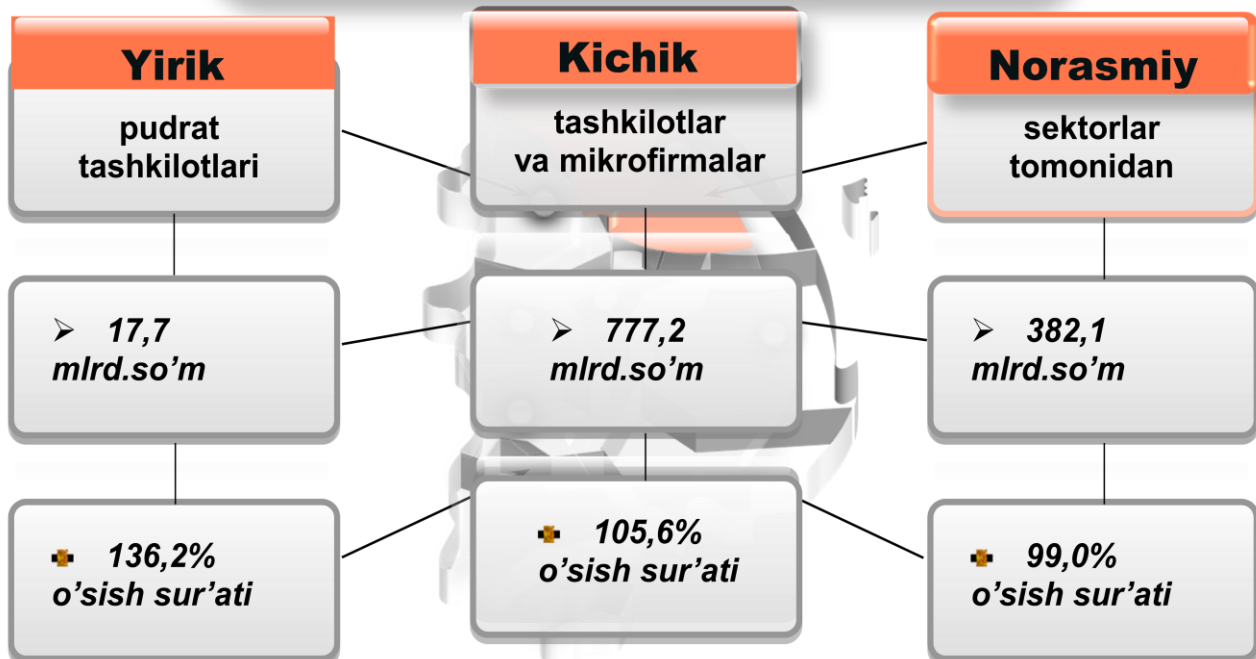 Yirik
pudrat
tashkilotlari
➢ 17,7
mlrd.so’m
136,2%
o’sish sur’ati
Kichik
tashkilotlar
va mikrofirmalar
➢ 777,2
mlrd.so’m
105,6%
o’sish sur’ati
Norasmiy
sektorlar
tomonidan
➢ 382,1
mlrd.so’m
99,0%
o’sish sur’ati